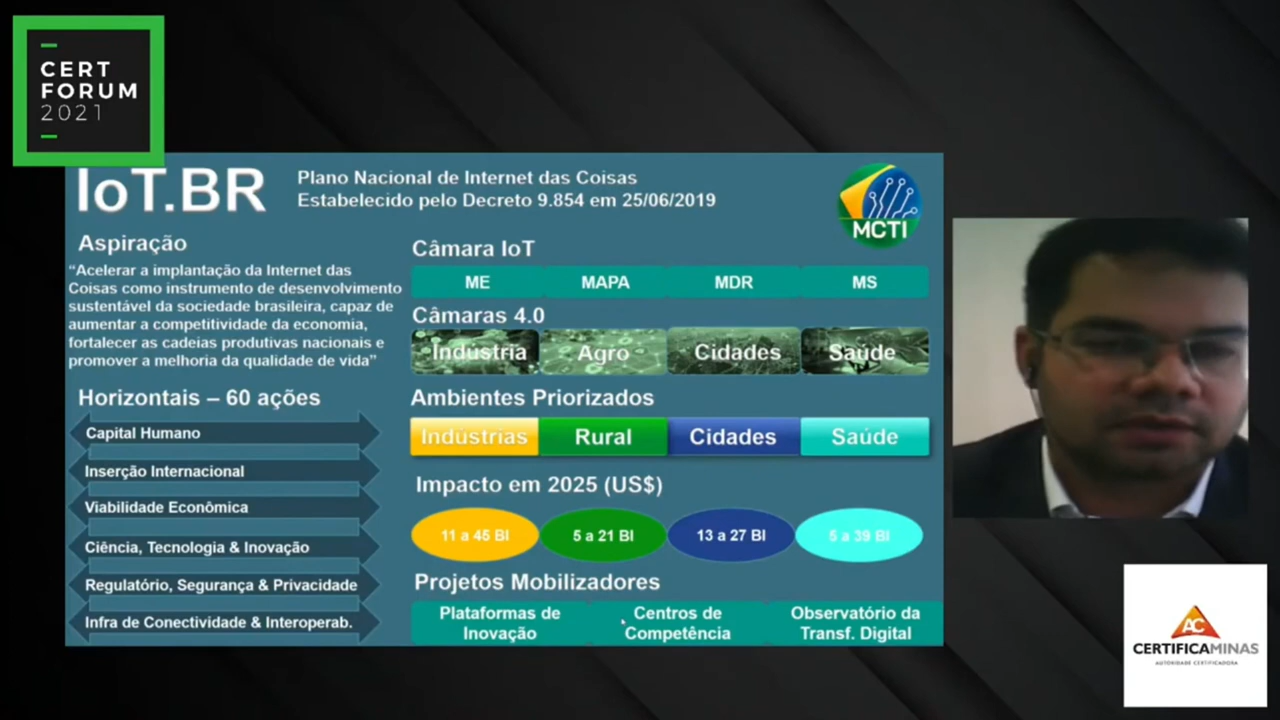 CERT
FORUM
2021
IoT.BR
Plano Nacional de Internet das Coisas
Estabelecido pelo Decreto 9.854 em 25/06/2019
MCTI
Aspiração
“Acelerar a implantação da Internet das
Coisas como instrumento de desenvolvimento
sustentável da sociedade brasileira, capaz de
aumentar a competitividade da economia,
fortalecer as cadeias produtivas nacionais e
promover a melhoria da qualidade de vida”
Horizontais – 60 ações
Capital Humano
Inserção Internacional
Viabilidade Econômica
Ciência, Tecnologia & Inovação
Regulatório, Segurança & Privacidade
Infra de Conectividade & Interoperab.
Câmara IoT
ME MAPA MDR MS
Câmaras 4.0
Indústria Agro Cidades Saúde
Ambientes Priorizados
Indústrias Rural Cidades Saúde
Impacto em 2025 (US$)
11 a 45 BI 5 a 21 BI 13 a 27 BI a 39 BI
Projetos Mobilizadores
Plataformas de
Inovação
Centros de
Competência
Observatório da
Transf. Digital
AC
CERTIFICAMINAS
AUTORIDADE CERTIFICADORA